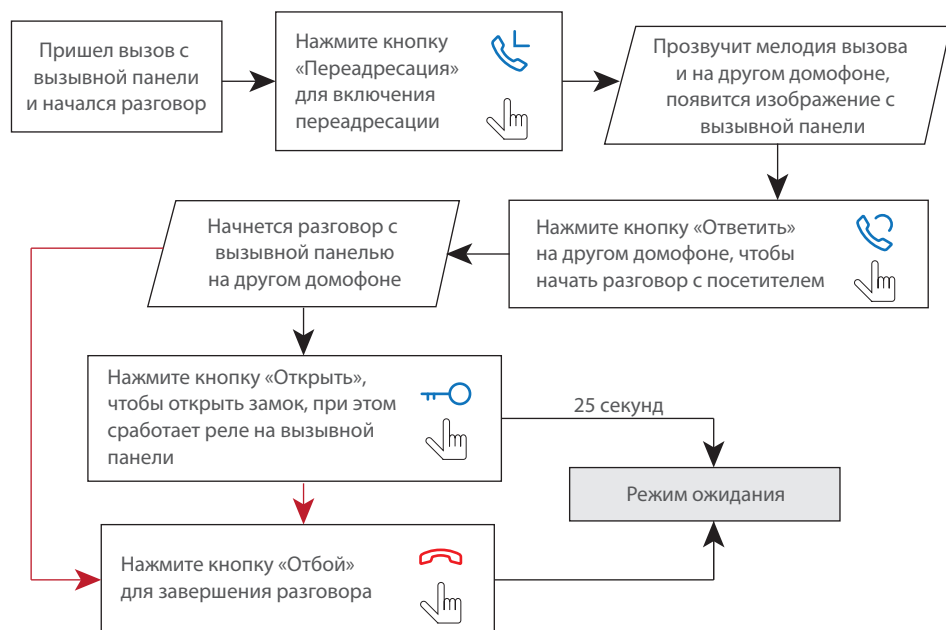 Пришел вызов с
вызывной панели
и начался разговор
Нажмите кнопку
«Переадресация»
для включения
переадресации
Прозвучит мелодия вызова
и на другом домофоне,
появится изображение с
вызывной панели
Нажмите кнопку «Ответить»
на другом домофоне, чтобы
начать разговор с посетителем
Начнется разговор с
вызывной панелью
на другом домофоне
Нажмите кнопку «Открыть»,
чтобы открыть замок, при этом
сработает реле на вызывной
панели
25 секунд
Режим ожидания
Нажмите кнопку «Отбой»
для завершения разговора